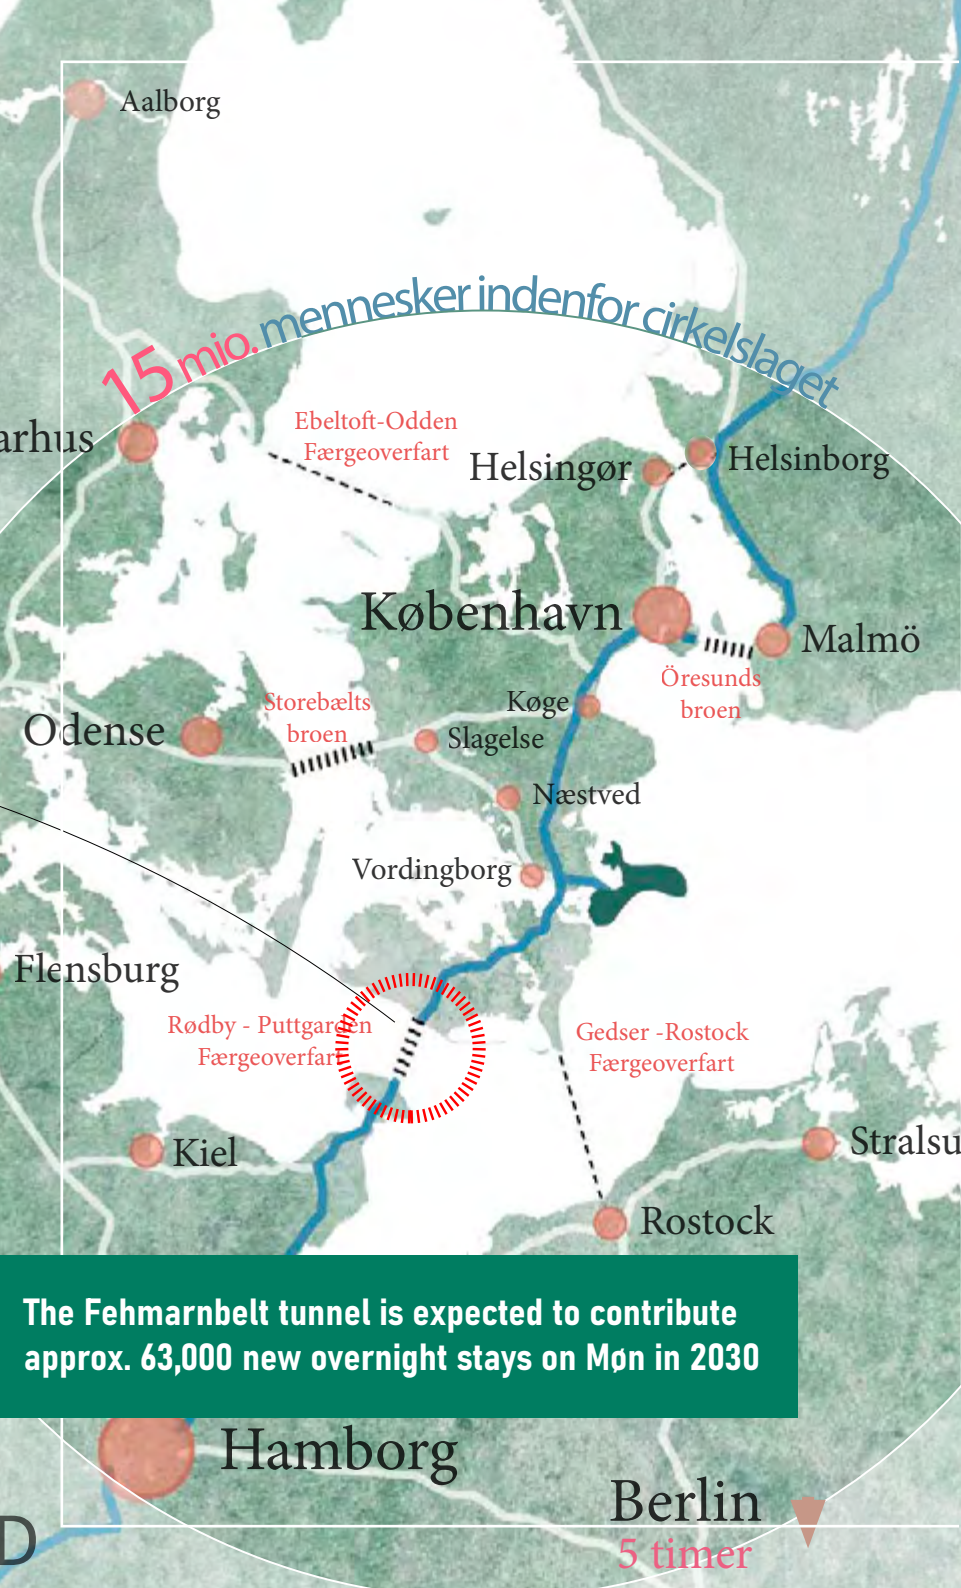 Aalborg
15 mio. mennesker indenfor cirkelslaget
Ebeltoft-Odden
Færgeoverfart
arhus
Helsingør
Helsinborg
København
Malmö
Öresunds
broen
Køge
Storebælts
broen
Odense
Slagelse
Næstved
Vordingborg
Flensburg
Rødby - Puttgarden
Færgeoverfart
Gedser -Rostock
Færgeoverfart
Kiel
Stralsu
Rostock
The Fehmarnbelt tunnel is expected to contribute
approx. 63,000 new overnight stays on Møn in 2030
Hamborg
Berlin
5 timer
D